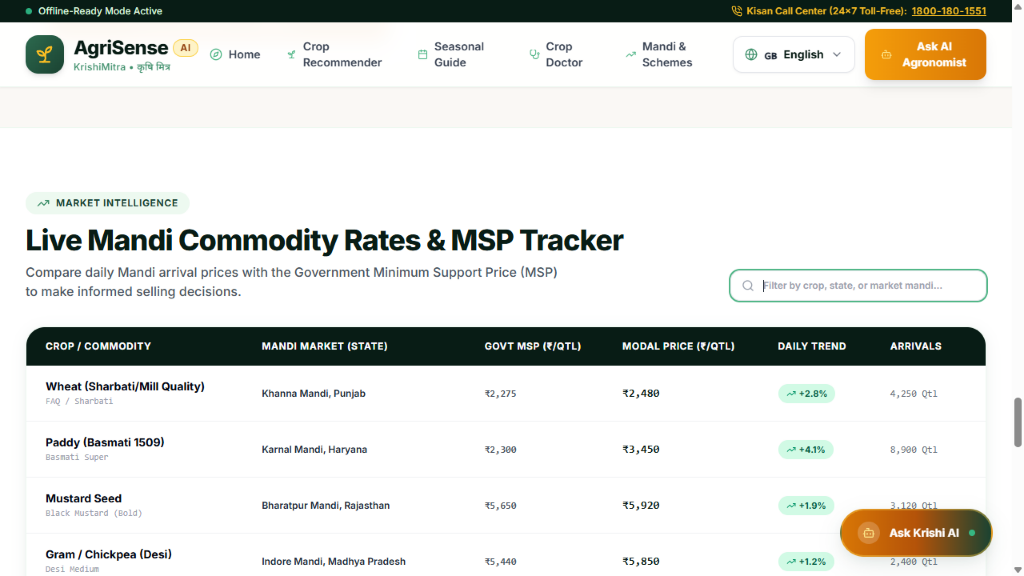 Offline-Ready Mode Active
Kisan Call Center (24×7 Toll-Free): 1800-180-1551
AgriSense AI
KrishiMitra • कृषि मित्र
Home
Crop Recommender
Seasonal Guide
Crop Doctor
Mandi & Schemes
GB English
Ask AI Agronomist
MARKET INTELLIGENCE
Live Mandi Commodity Rates & MSP Tracker
Compare daily Mandi arrival prices with the Government Minimum Support Price (MSP)
to make informed selling decisions.
Filter by crop, state, or market mandi...
CROP / COMMODITY MANDI MARKET (STATE) GOVT MSP (₹/QTL) MODAL PRICE (₹/QTL) DAILY TREND ARRIVALS
Wheat (Sharbati/Mill Quality)
FAQ / Sharbati
Khanna Mandi, Punjab ₹2,275 ₹2,480 +2.8% 4,250 Qtl
Paddy (Basmati 1509)
Basmati Super
Karnal Mandi, Haryana ₹2,300 ₹3,450 +4.1% 8,900 Qtl
Mustard Seed
Black Mustard (Bold)
Bharatpur Mandi, Rajasthan ₹5,650 ₹5,920 +1.9% 3,120 Qtl
Gram / Chickpea (Desi)
Desi Medium
Indore Mandi, Madhya Pradesh ₹5,440 ₹5,850 +1.2% 2,400 Qtl
Ask Krishi AI